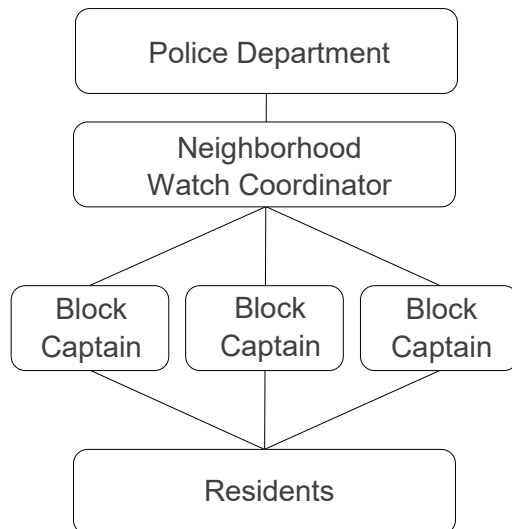 Police Department
Neighborhood
Watch Coordinator
Block
Captain
Block
Captain
Block
Captain
Residents